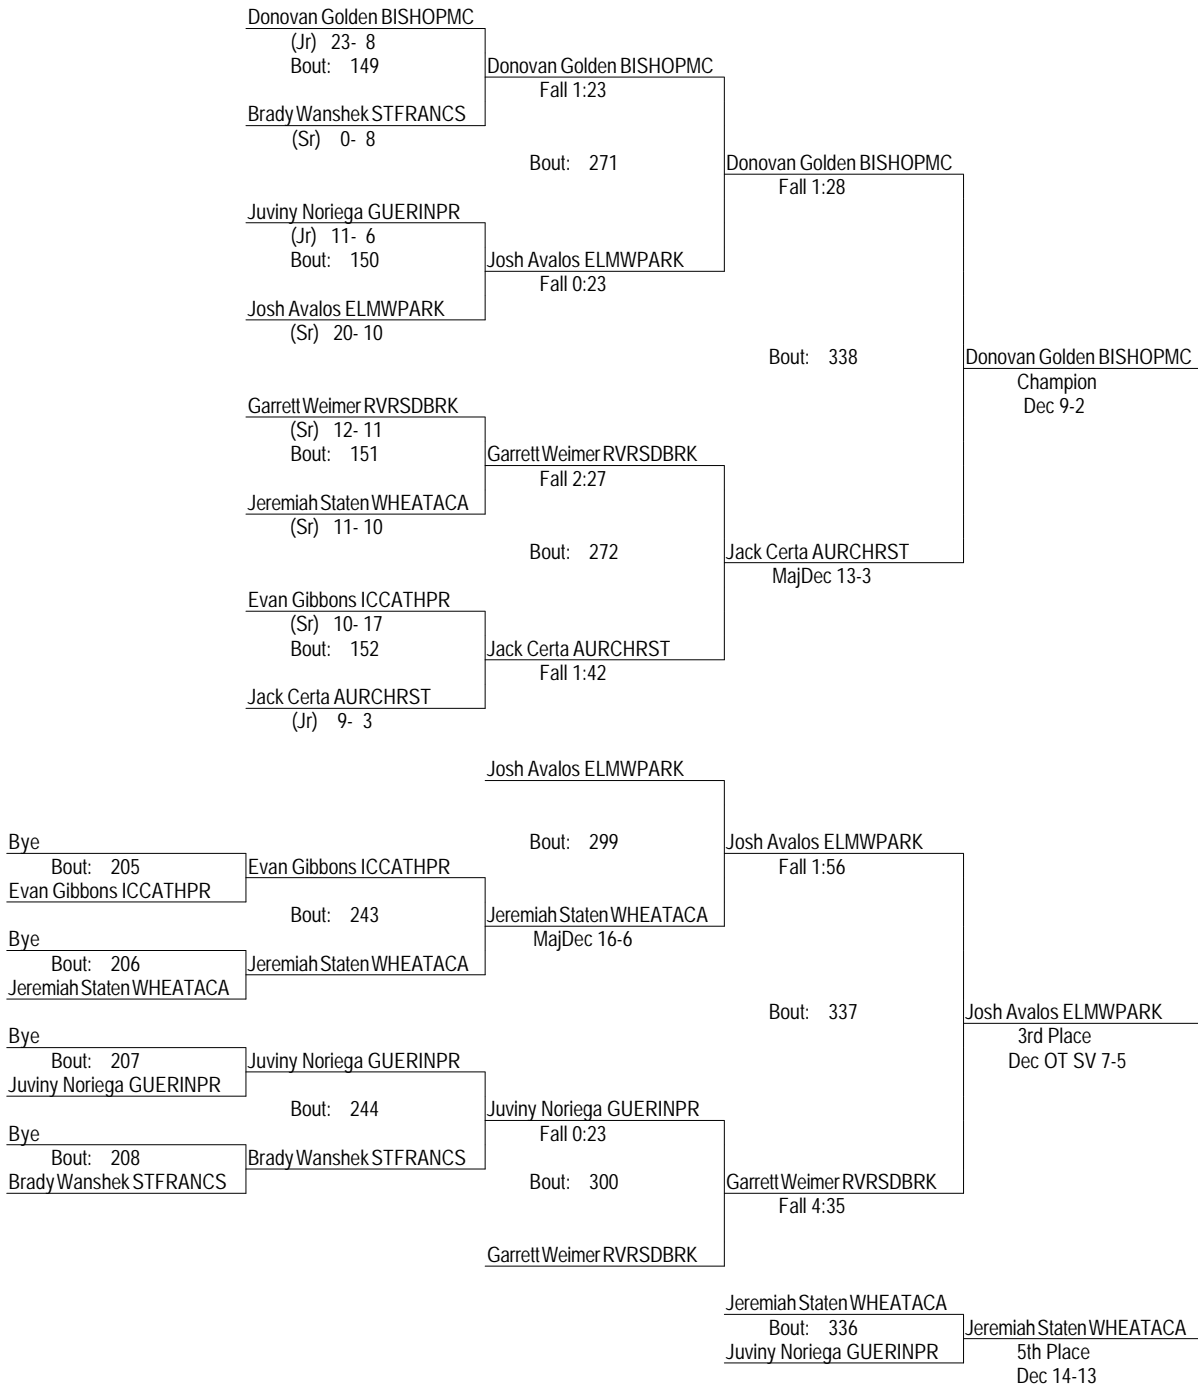 Donovan Golden BISHOPMC
(Jr) 23- 8
Bout: 149
Donovan Golden BISHOPMC
Fall 1:23
Brady Wanshek STFRANCS
(Sr) 0- 8
Bout: 271
Donovan Golden BISHOPMC
Fall 1:28
Juviny Noriega GUERINPR
(Jr) 11- 6
Bout: 150
Josh Avalos ELMWPARK
Fall 0:23
Josh Avalos ELMWPARK
(Sr) 20- 10
Bout: 338
Donovan Golden BISHOPMC
Champion
Dec 9-2
Garrett Weimer RVRSDBRK
(Sr) 12- 11
Bout: 151
Garrett Weimer RVRSDBRK
Fall 2:27
Jeremiah Staten WHEATACA
(Sr) 11- 10
Bout: 272
Jack Certa AURCHRST
MajDec 13-3
Evan Gibbons ICCATHPR
(Sr) 10- 17
Bout: 152
Jack Certa AURCHRST
Fall 1:42
Jack Certa AURCHRST
(Jr) 9- 3
Josh Avalos ELMWPARK
Bout: 299
Josh Avalos ELMWPARK
Fall 1:56
Bye
Bout: 205
Evan Gibbons ICCATHPR
Evan Gibbons ICCATHPR
Bout: 243
Jeremiah Staten WHEATACA
MajDec 16-6
Bye
Bout: 206
Jeremiah Staten WHEATACA
Jeremiah Staten WHEATACA
Bout: 337
Josh Avalos ELMWPARK
3rd Place
Dec OT SV 7-5
Bye
Bout: 207
Juviny Noriega GUERINPR
Juviny Noriega GUERINPR
Bout: 244
Juviny Noriega GUERINPR
Fall 0:23
Bye
Bout: 208
Brady Wanshek STFRANCS
Brady Wanshek STFRANCS
Bout: 300
Garrett Weimer RVRSDBRK
Fall 4:35
Garrett Weimer RVRSDBRK
Jeremiah Staten WHEATACA
Bout: 336
Juviny Noriega GUERINPR
Jeremiah Staten WHEATACA
5th Place
Dec 14-13